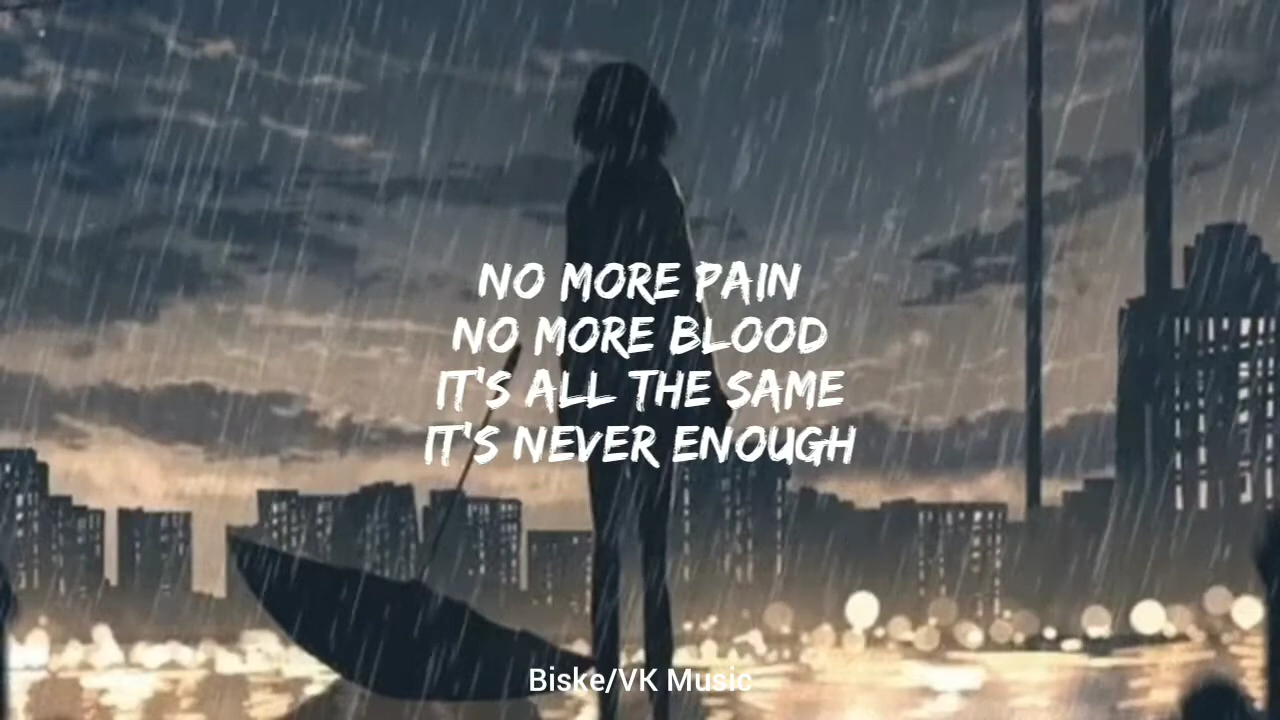 NO MORE PAIN
NO MORE BLOOD
IT'S ALL THE SAME
IT'S NEVER ENOUGH
Biske/VK Music